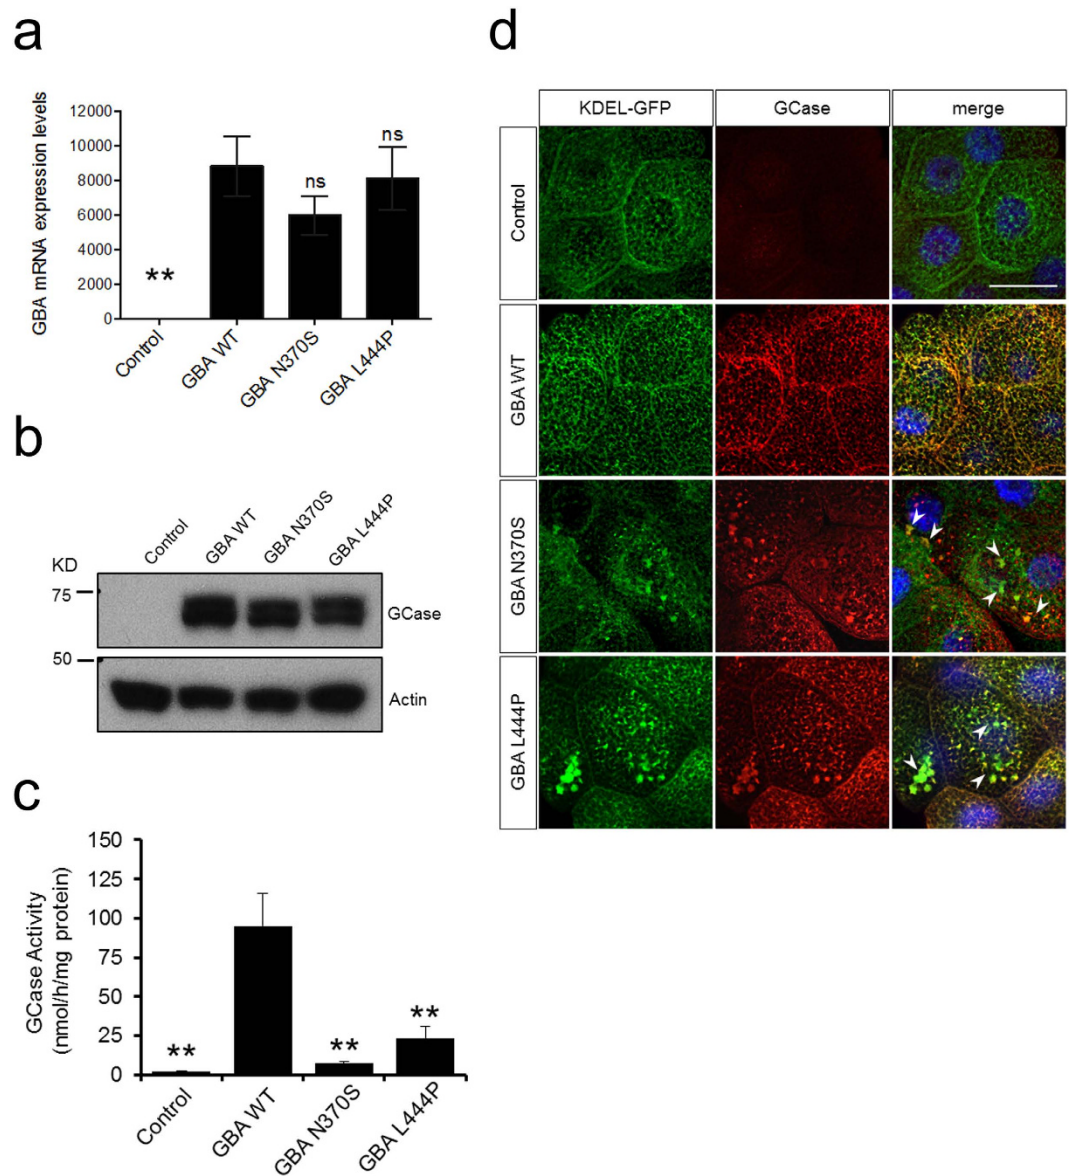 a
GBA mRNA expression levels
12000
10000
8000
6000
4000
2000
0
**
ns
ns
Control
GBA WT
GBA N370S
GBA L444P
b
KD
75
50
Control
GBA WT
GBA N370S
GBA L444P
GCase
Actin
c
GCase Activity
(nmol/h/mg protein)
150
125
100
75
50
25
0
**
**
**
Control
GBA WT
GBA N370S
GBA L444P
d
KDEL-GFP
GCase
merge
Control
GBA WT
GBA N370S
GBA L444P